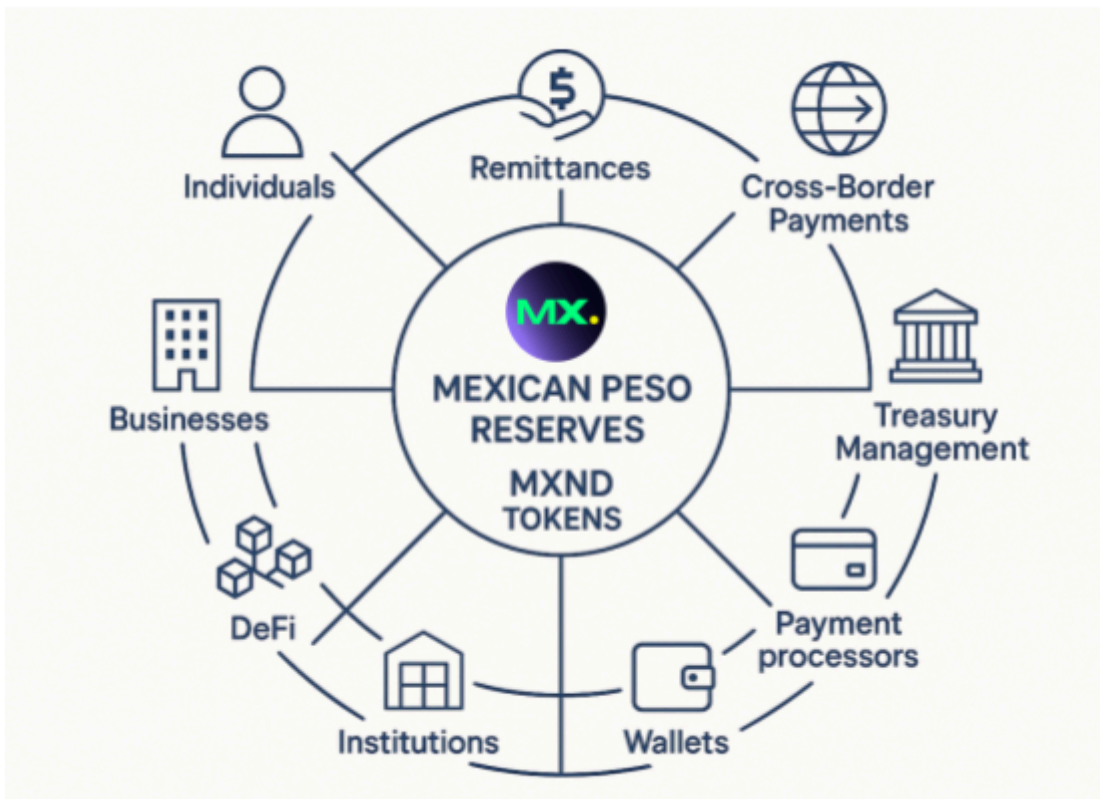 $
Remittances
Individuals
Cross-Border
Payments
MX.
MEXICAN PESO
RESERVES
MXND
TOKENS
Businesses
Treasury
Management
DeFi
Payment
processors
Institutions
Wallets